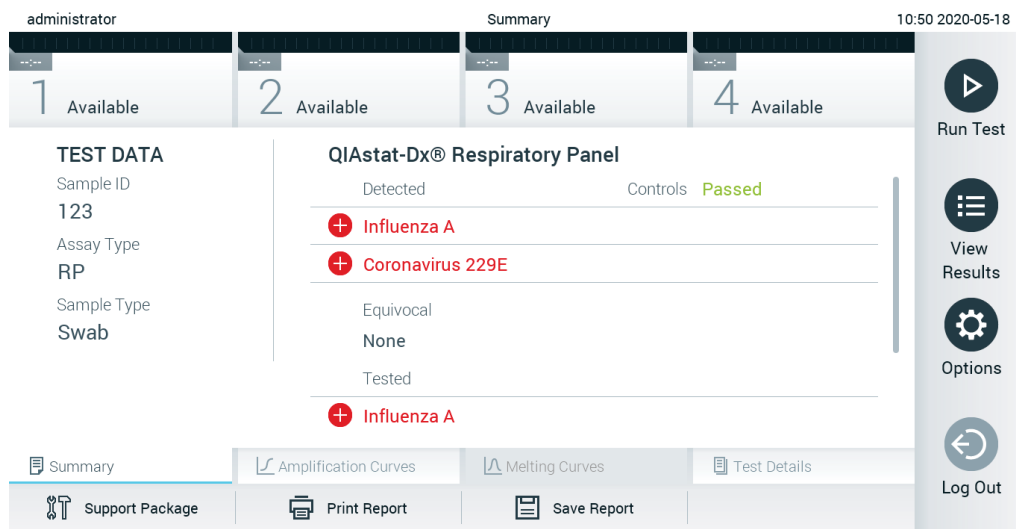 administrator Summary 10:50 2020-05-18
--:-- --:-- --:-- --:--
1 Available 2 Available 3 Available 4 Available
Run Test
TEST DATA
Sample ID
123
Assay Type
RP
Sample Type
Swab
QIAstat-Dx® Respiratory Panel
Detected Controls Passed
Influenza A
Coronavirus 229E
Equivocal
None
Tested
Influenza A
View
Results
Options
Log Out
Summary Amplification Curves Melting Curves Test Details
Support Package Print Report Save Report